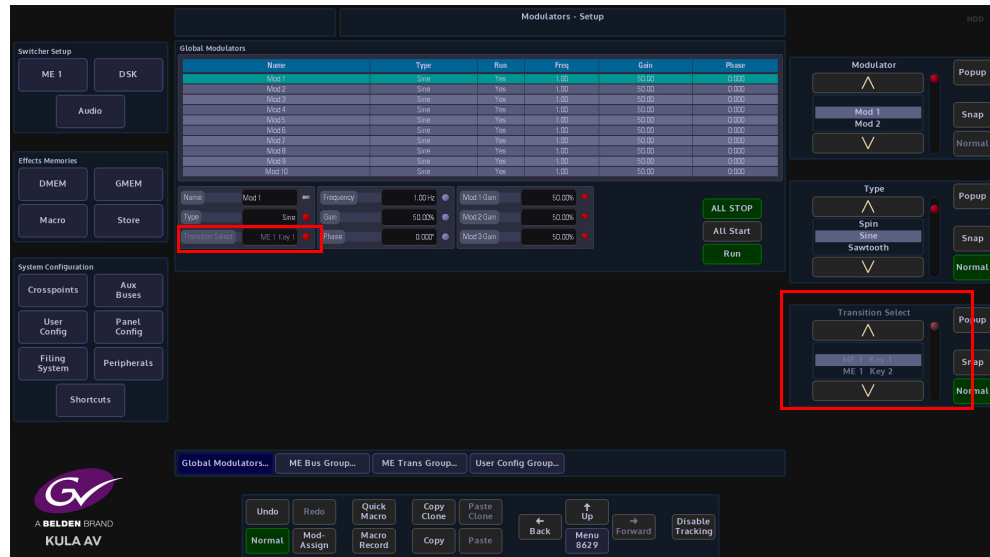 Modulators - Setup
HDD
Switcher Setup
ME 1
DSK
Audio
Effects Memories
DMEM
GMEM
Macro
Store
System Configuration
Crosspoints
Aux
Buses
User
Config
Panel
Config
Filing
System
Peripherals
Shortcuts
Global Modulators
Name Type Run Freq Gain Phase
Mod 1 Sine Yes 1.00 50.00 0.000
Mod 2 Sine Yes 1.00 50.00 0.000
Mod 3 Sine Yes 1.00 50.00 0.000
Mod 4 Sine Yes 1.00 50.00 0.000
Mod 5 Sine Yes 1.00 50.00 0.000
Mod 6 Sine Yes 1.00 50.00 0.000
Mod 7 Sine Yes 1.00 50.00 0.000
Mod 8 Sine Yes 1.00 50.00 0.000
Mod 9 Sine Yes 1.00 50.00 0.000
Mod 10 Sine Yes 1.00 50.00 0.000
Name Mod 1
Type Sine
Transition Select ME 1 Key 1
Frequency 1.00 Hz
Gain 50.00%
Phase 0.000°
Mod 1 Gain 50.00%
Mod 2 Gain 50.00%
Mod 3 Gain 50.00%
ALL STOP
All Start
Run
Modulator
Mod 1
Mod 2
Popup
Snap
Normal
Type
Spin
Sine
Sawtooth
Popup
Snap
Normal
Transition Select
ME 1 Key 1
ME 1 Key 2
Popup
Snap
Normal
Global Modulators...
ME Bus Group...
ME Trans Group...
User Config Group...
GV
A BELDEN BRAND
KULA AV
Undo
Redo
Normal
Mod-
Assign
Quick
Macro
Macro
Record
Copy
Clone
Paste
Clone
Copy
Paste
Back
Up
Menu
8629
Forward
Disable
Tracking